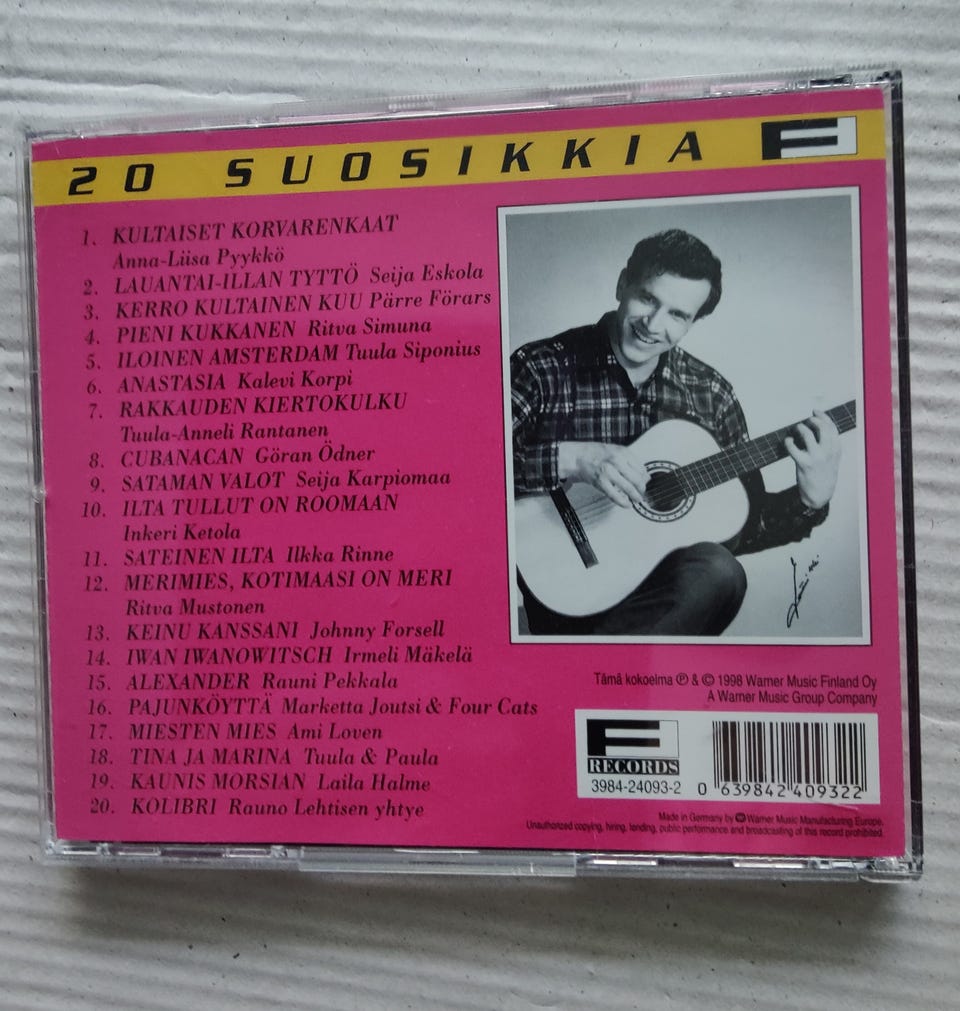 20 SUOSIKKIA F
1. KULTAISET KORVARENKAAT
Anna-Liisa Pyykkö
2. LAUANTAI-ILLAN TYTTÖ Seija Eskola
3. KERRO KULTAINEN KUU Pärre Förars
4. PIENI KUKKANEN Ritva Simuna
5. ILOINEN AMSTERDAM Tuula Siponius
6. ANASTASIA Kalevi Korpi
7. RAKKAUDEN KIERTOKULKU
Tuula-Anneli Rantanen
8. CUBANACAN Göran Ödner
9. SATAMAN VALOT Seija Karpiomaa
10. ILTA TULLUT ON ROOMAAN
Inkeri Ketola
11. SATEINEN ILTA Ilkka Rinne
12. MERIMIES, KOTIMAASI ON MERI
Ritva Mustonen
13. KEINU KANSSANI Johnny Forsell
14. IWAN IWANOWITSCH Irmeli Mäkelä
15. ALEXANDER Rauni Pekkala
16. PAJUNKÖYTTÄ Marketta Joutsi & Four Cats
17. MIESTEN MIES Ami Loven
18. TINA JA MARINA Tuula & Paula
19. KAUNIS MORSIAN Laila Halme
20. KOLIBRI Rauno Lehtisen yhtye
Tämä kokoelma ℗ & © 1998 Warner Music Finland Oy
A Warner Music Group Company
F
RECORDS
3984-24093-2
0 639842 409322
Made in Germany by Warner Music Manufacturing Europe.
Unauthorized copying, hiring, lending, public performance and broadcasting of this record prohibited.